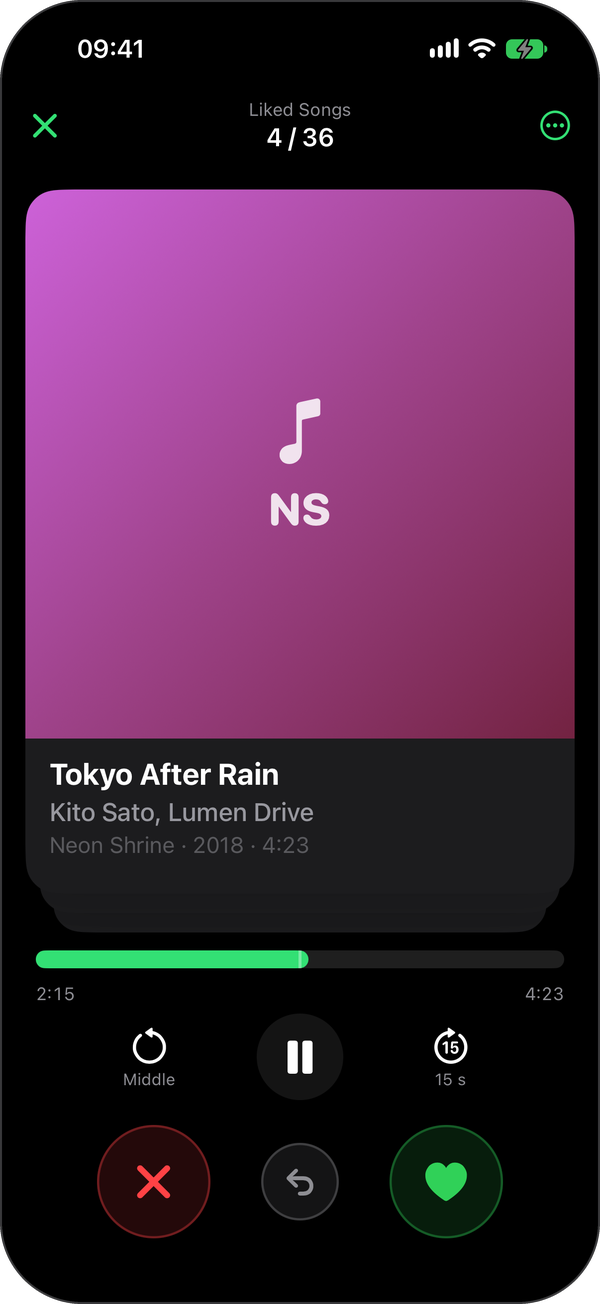 09:41
Liked Songs
4 / 36
NS
Tokyo After Rain
Kito Sato, Lumen Drive
Neon Shrine · 2018 · 4:23
2:15 4:23
15
Middle 15 s